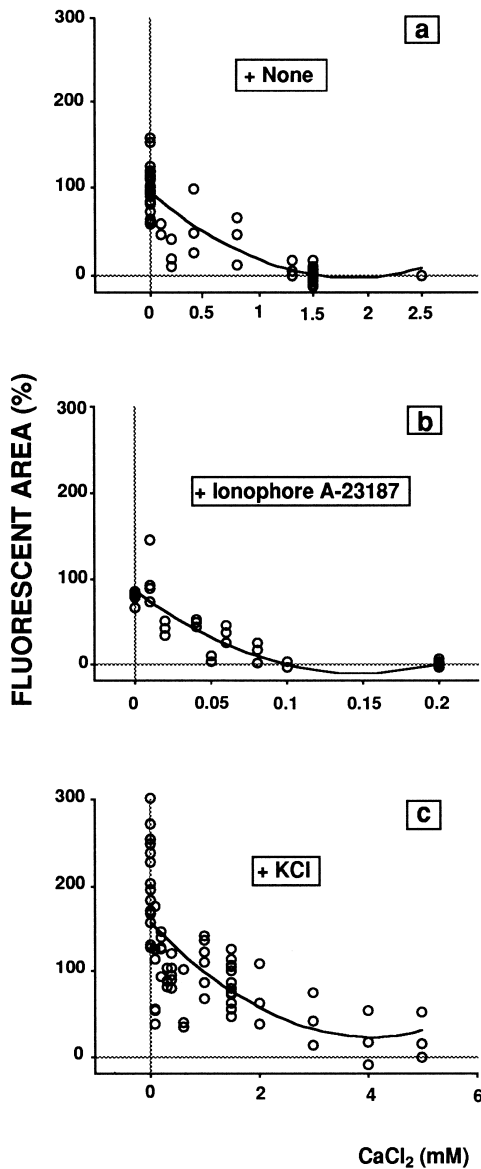 300
a
+ None
200
100
0
0 0.5 1 1.5 2 2.5
FLUORESCENT AREA (%)
300
b
+ Ionophore A-23187
200
100
0
0 0.05 0.1 0.15 0.2
300
c
+ KCl
200
100
0
0 2 4 6
CaCl₂ (mM)